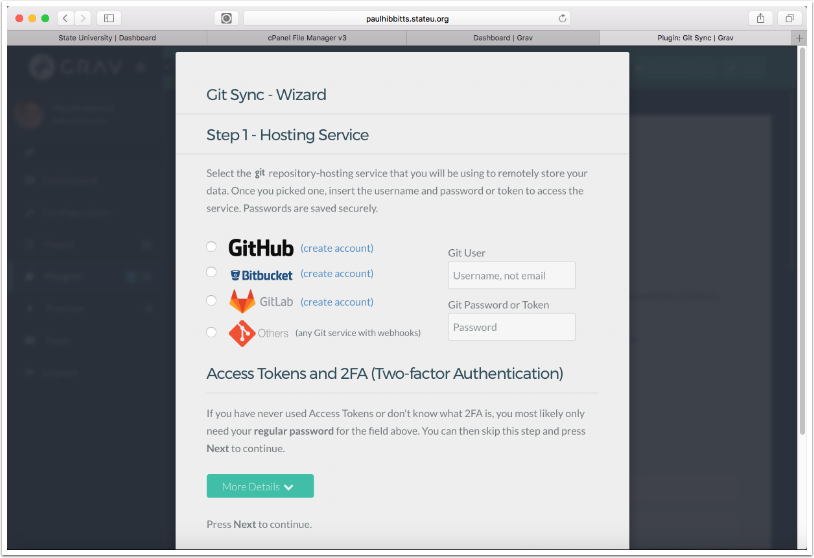 paulhibbitts.stateu.org
State University | Dashboard
cPanel File Manager v3
Dashboard | Grav
Plugin: Git Sync | Grav
GRAV
Git Sync - Wizard
Step 1 - Hosting Service
Select the git repository-hosting service that you will be using to remotely store your
data. Once you picked one, insert the username and password or token to access the
service. Passwords are saved securely.
GitHub (create account)
Bitbucket (create account)
GitLab (create account)
Others (any Git service with webhooks)
Git User
Username, not email
Git Password or Token
Password
Access Tokens and 2FA (Two-factor Authentication)
If you have never used Access Tokens or don't know what 2FA is, you most likely only
need your regular password for the field above. You can then skip this step and press
Next to continue.
More Details
Press Next to continue.